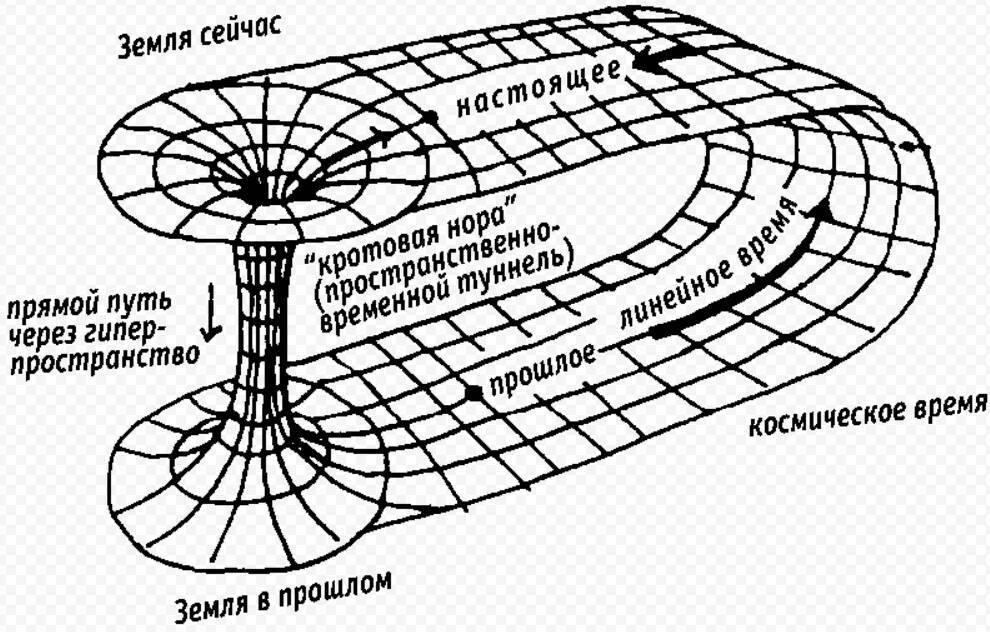 Земля сейчас
настоящее
"кротовая нора"
(пространственно-
временной туннель)
прямой путь
через гипер-
пространство
линейное время
прошлое
космическое время
Земля в прошлом